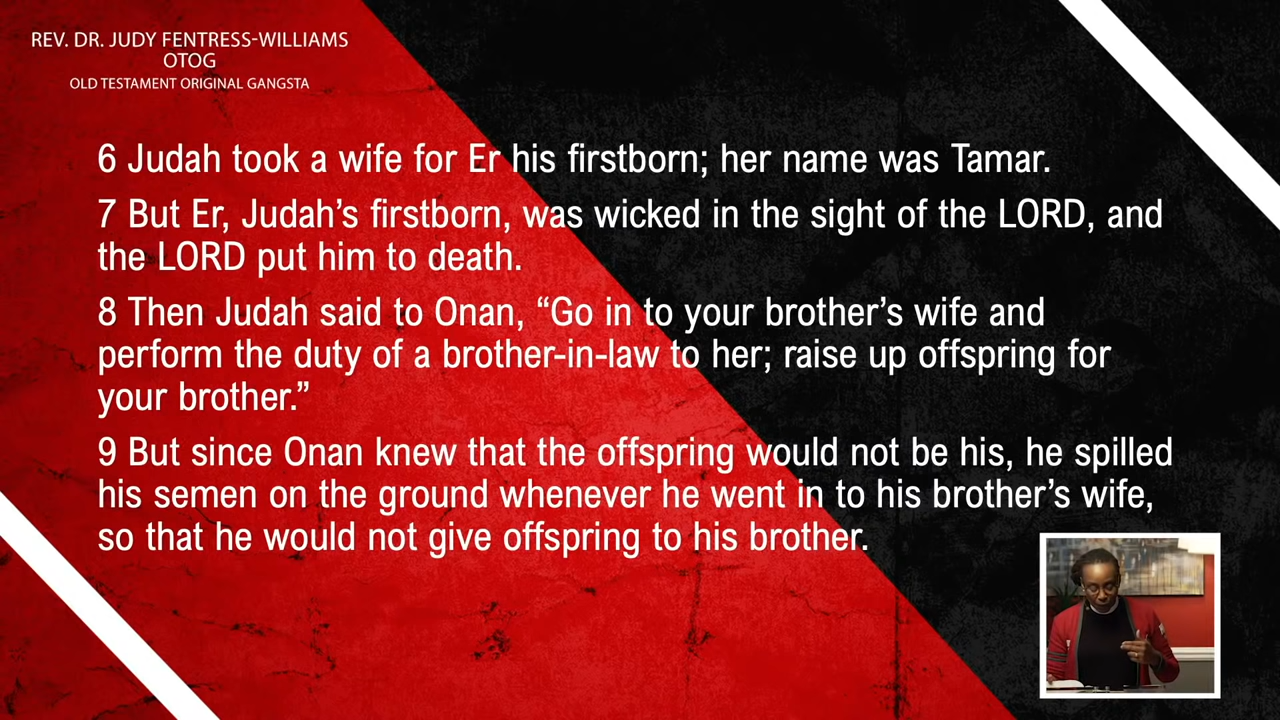 REV. DR. JUDY FENTRESS-WILLIAMS
OTOG
OLD TESTAMENT ORIGINAL GANGSTA
6 Judah took a wife for Er his firstborn; her name was Tamar.
7 But Er, Judah’s firstborn, was wicked in the sight of the LORD, and
the LORD put him to death.
8 Then Judah said to Onan, “Go in to your brother’s wife and
perform the duty of a brother-in-law to her; raise up offspring for
your brother.”
9 But since Onan knew that the offspring would not be his, he spilled
his semen on the ground whenever he went in to his brother’s wife,
so that he would not give offspring to his brother.